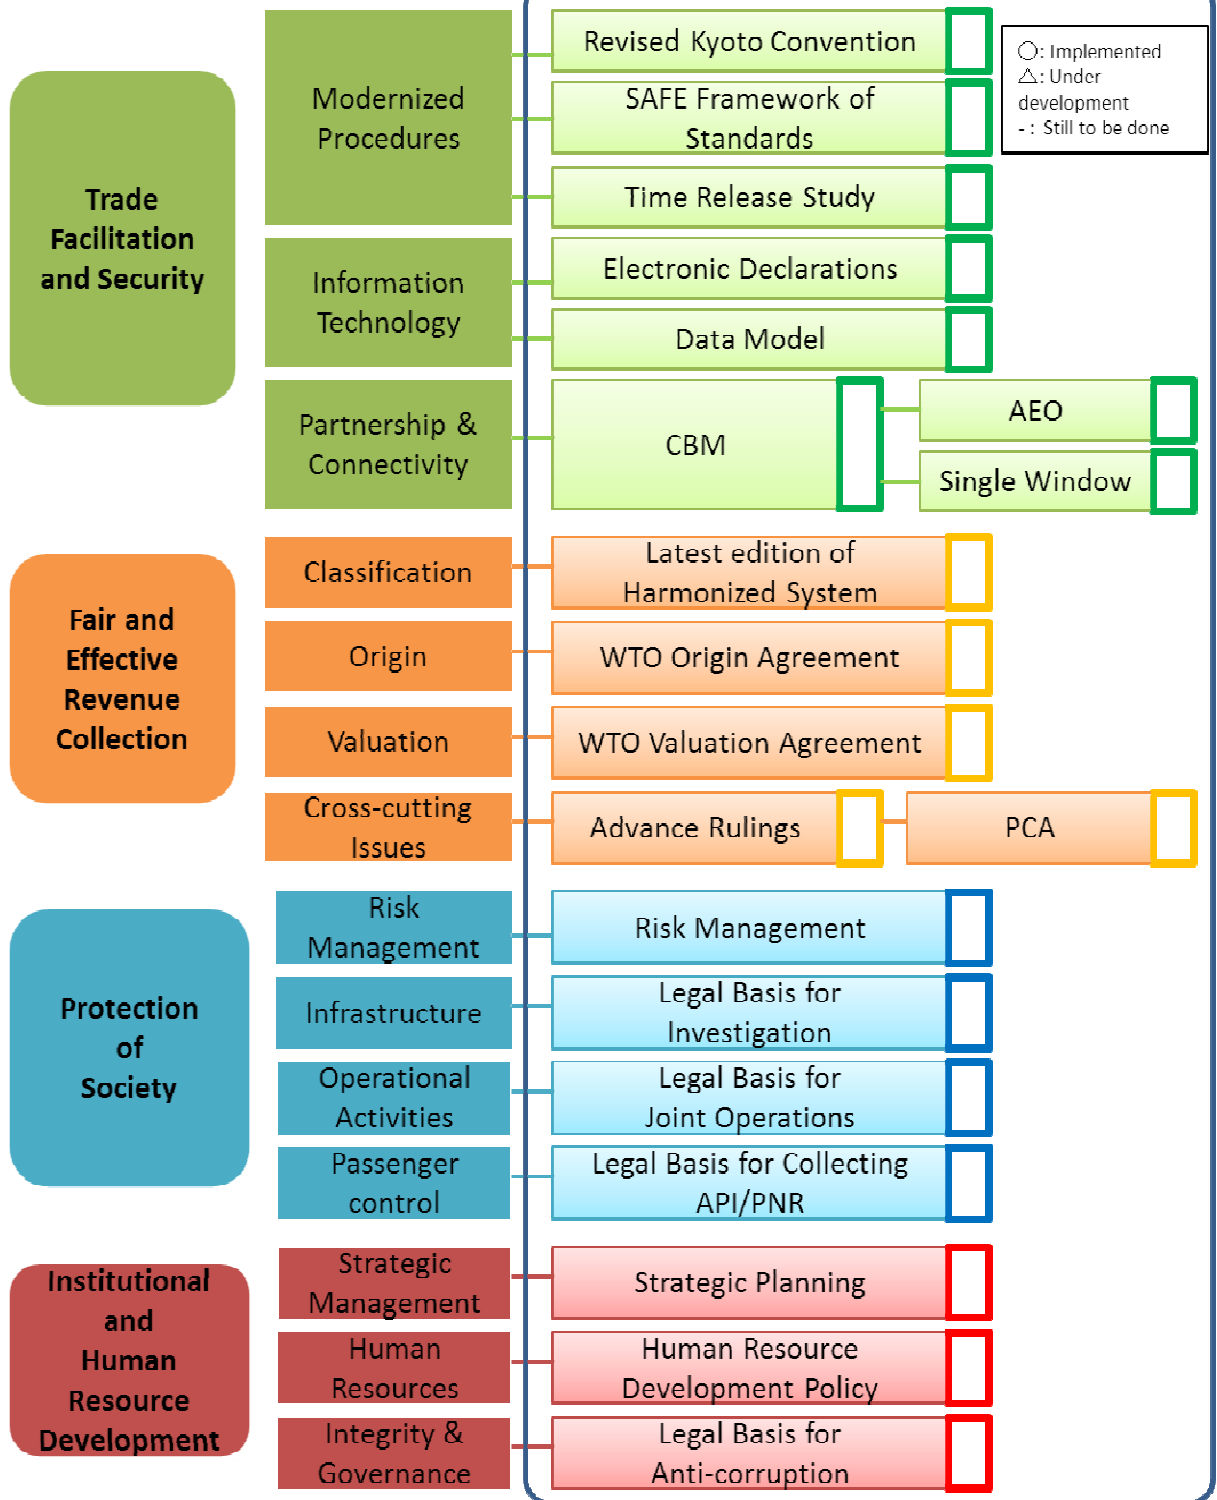 Trade
Facilitation
and Security
Modernized
Procedures
Revised Kyoto Convention
SAFE Framework of
Standards
Time Release Study
○: Implemented
△: Under
development
- : Still to be done
Information
Technology
Electronic Declarations
Data Model
Partnership &
Connectivity
CBM
AEO
Single Window
Fair and
Effective
Revenue
Collection
Classification
Latest edition of
Harmonized System
Origin
WTO Origin Agreement
Valuation
WTO Valuation Agreement
Cross-cutting
Issues
Advance Rulings
PCA
Protection
of
Society
Risk
Management
Risk Management
Infrastructure
Legal Basis for
Investigation
Operational
Activities
Legal Basis for
Joint Operations
Passenger
control
Legal Basis for Collecting
API/PNR
Institutional
and
Human
Resource
Development
Strategic
Management
Strategic Planning
Human
Resources
Human Resource
Development Policy
Integrity &
Governance
Legal Basis for
Anti-corruption